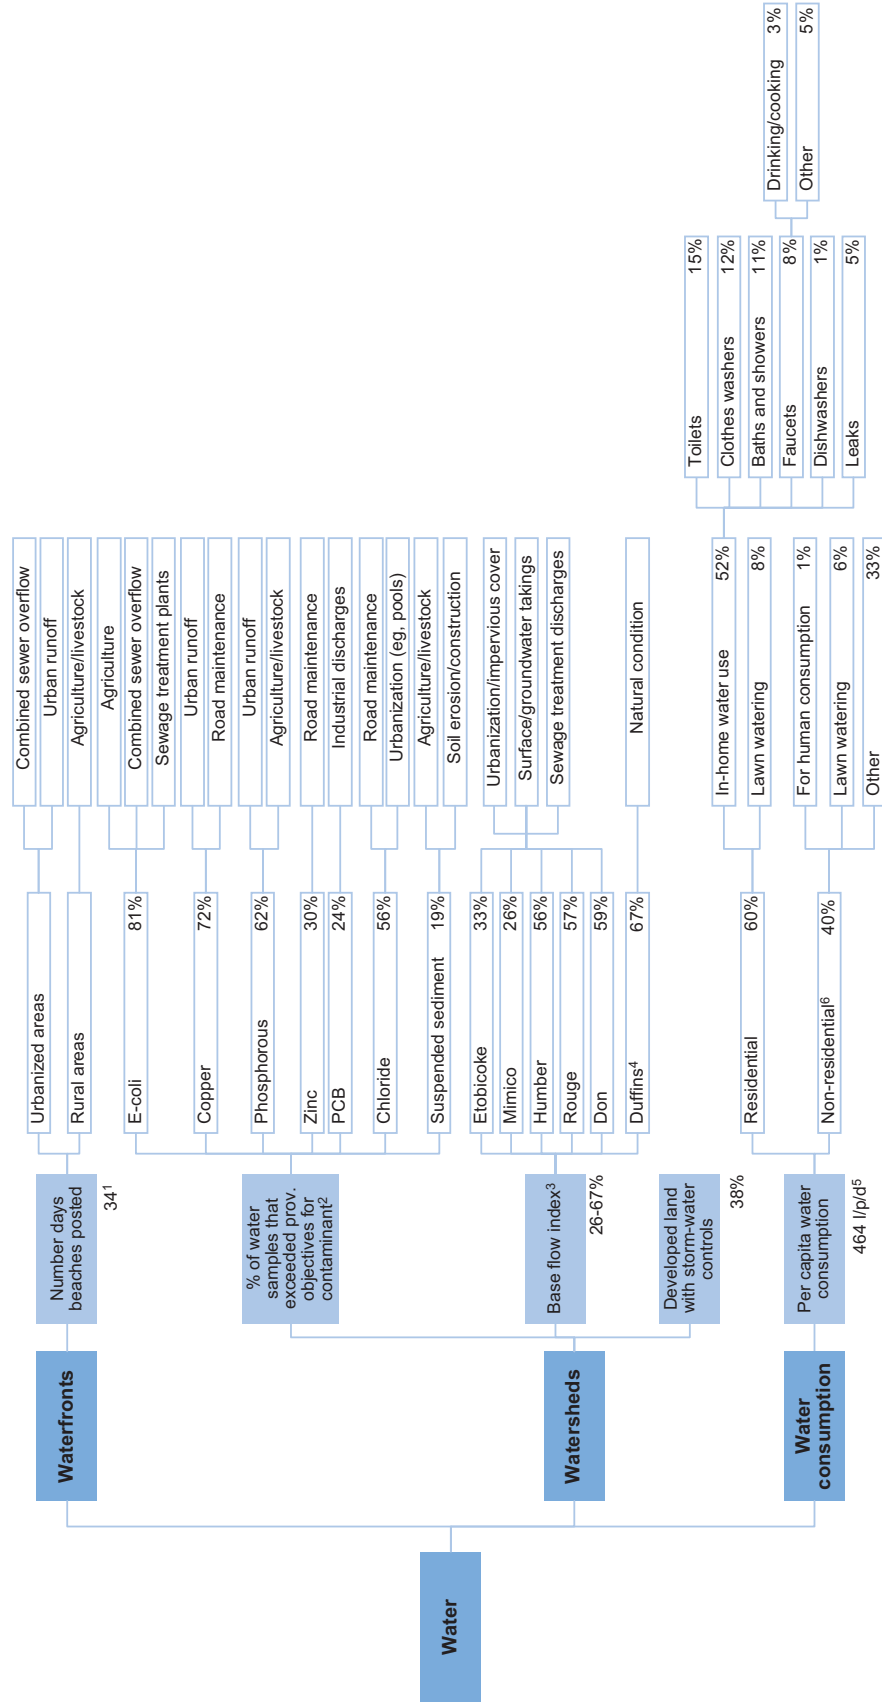 Water
Waterfronts
Number days
beaches posted
34¹
Urbanized areas
Combined sewer overflow
Urban runoff
Rural areas
Agriculture/livestock
Watersheds
% of water
samples that
exceeded prov.
objectives for
contaminant²
E-coli 81%
Agriculture
Combined sewer overflow
Sewage treatment plants
Copper 72%
Urban runoff
Road maintenance
Phosphorous 62%
Urban runoff
Agriculture/livestock
Zinc 30%
Road maintenance
PCB 24%
Industrial discharges
Chloride 56%
Road maintenance
Urbanization (eg, pools)
Suspended sediment 19%
Agriculture/livestock
Soil erosion/construction
Base flow index³
26-67%
Etobicoke 33%
Mimico 26%
Humber 56%
Rouge 57%
Don 59%
Urbanization/impervious cover
Surface/groundwater takings
Sewage treatment discharges
Duffins⁴ 67%
Natural condition
Developed land
with storm-water
controls
38%
Water
consumption
Per capita water
consumption
464 l/p/d⁵
Residential 60%
In-home water use 52%
Toilets 15%
Clothes washers 12%
Baths and showers 11%
Faucets 8%
Drinking/cooking 3%
Other 5%
Dishwashers 1%
Leaks 5%
Lawn watering 8%
Non-residential⁶ 40%
For human consumption 1%
Lawn watering 6%
Other 33%